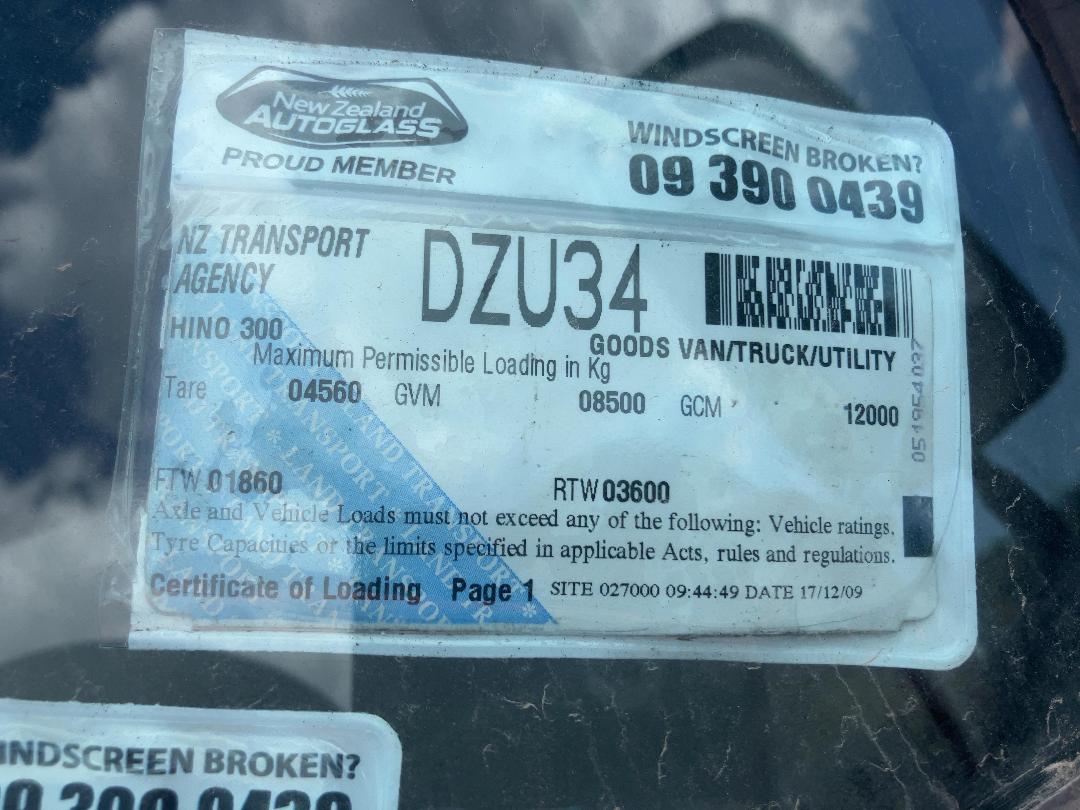 New Zealand
AUTOGLASS
PROUD MEMBER
WINDSCREEN BROKEN?
09 390 0439
NZ TRANSPORT
AGENCY
DZU34
HINO 300
GOODS VAN/TRUCK/UTILITY
Maximum Permissible Loading in Kg
Tare 04560 GVM 08500 GCM 12000
051954037
FTW 01860 RTW 03600
Axle and Vehicle Loads must not exceed any of the following: Vehicle ratings,
Tyre Capacities or the limits specified in applicable Acts, rules and regulations.
Certificate of Loading Page 1 SITE 027000 09:44:49 DATE 17/12/09
INDSCREEN BROKEN?